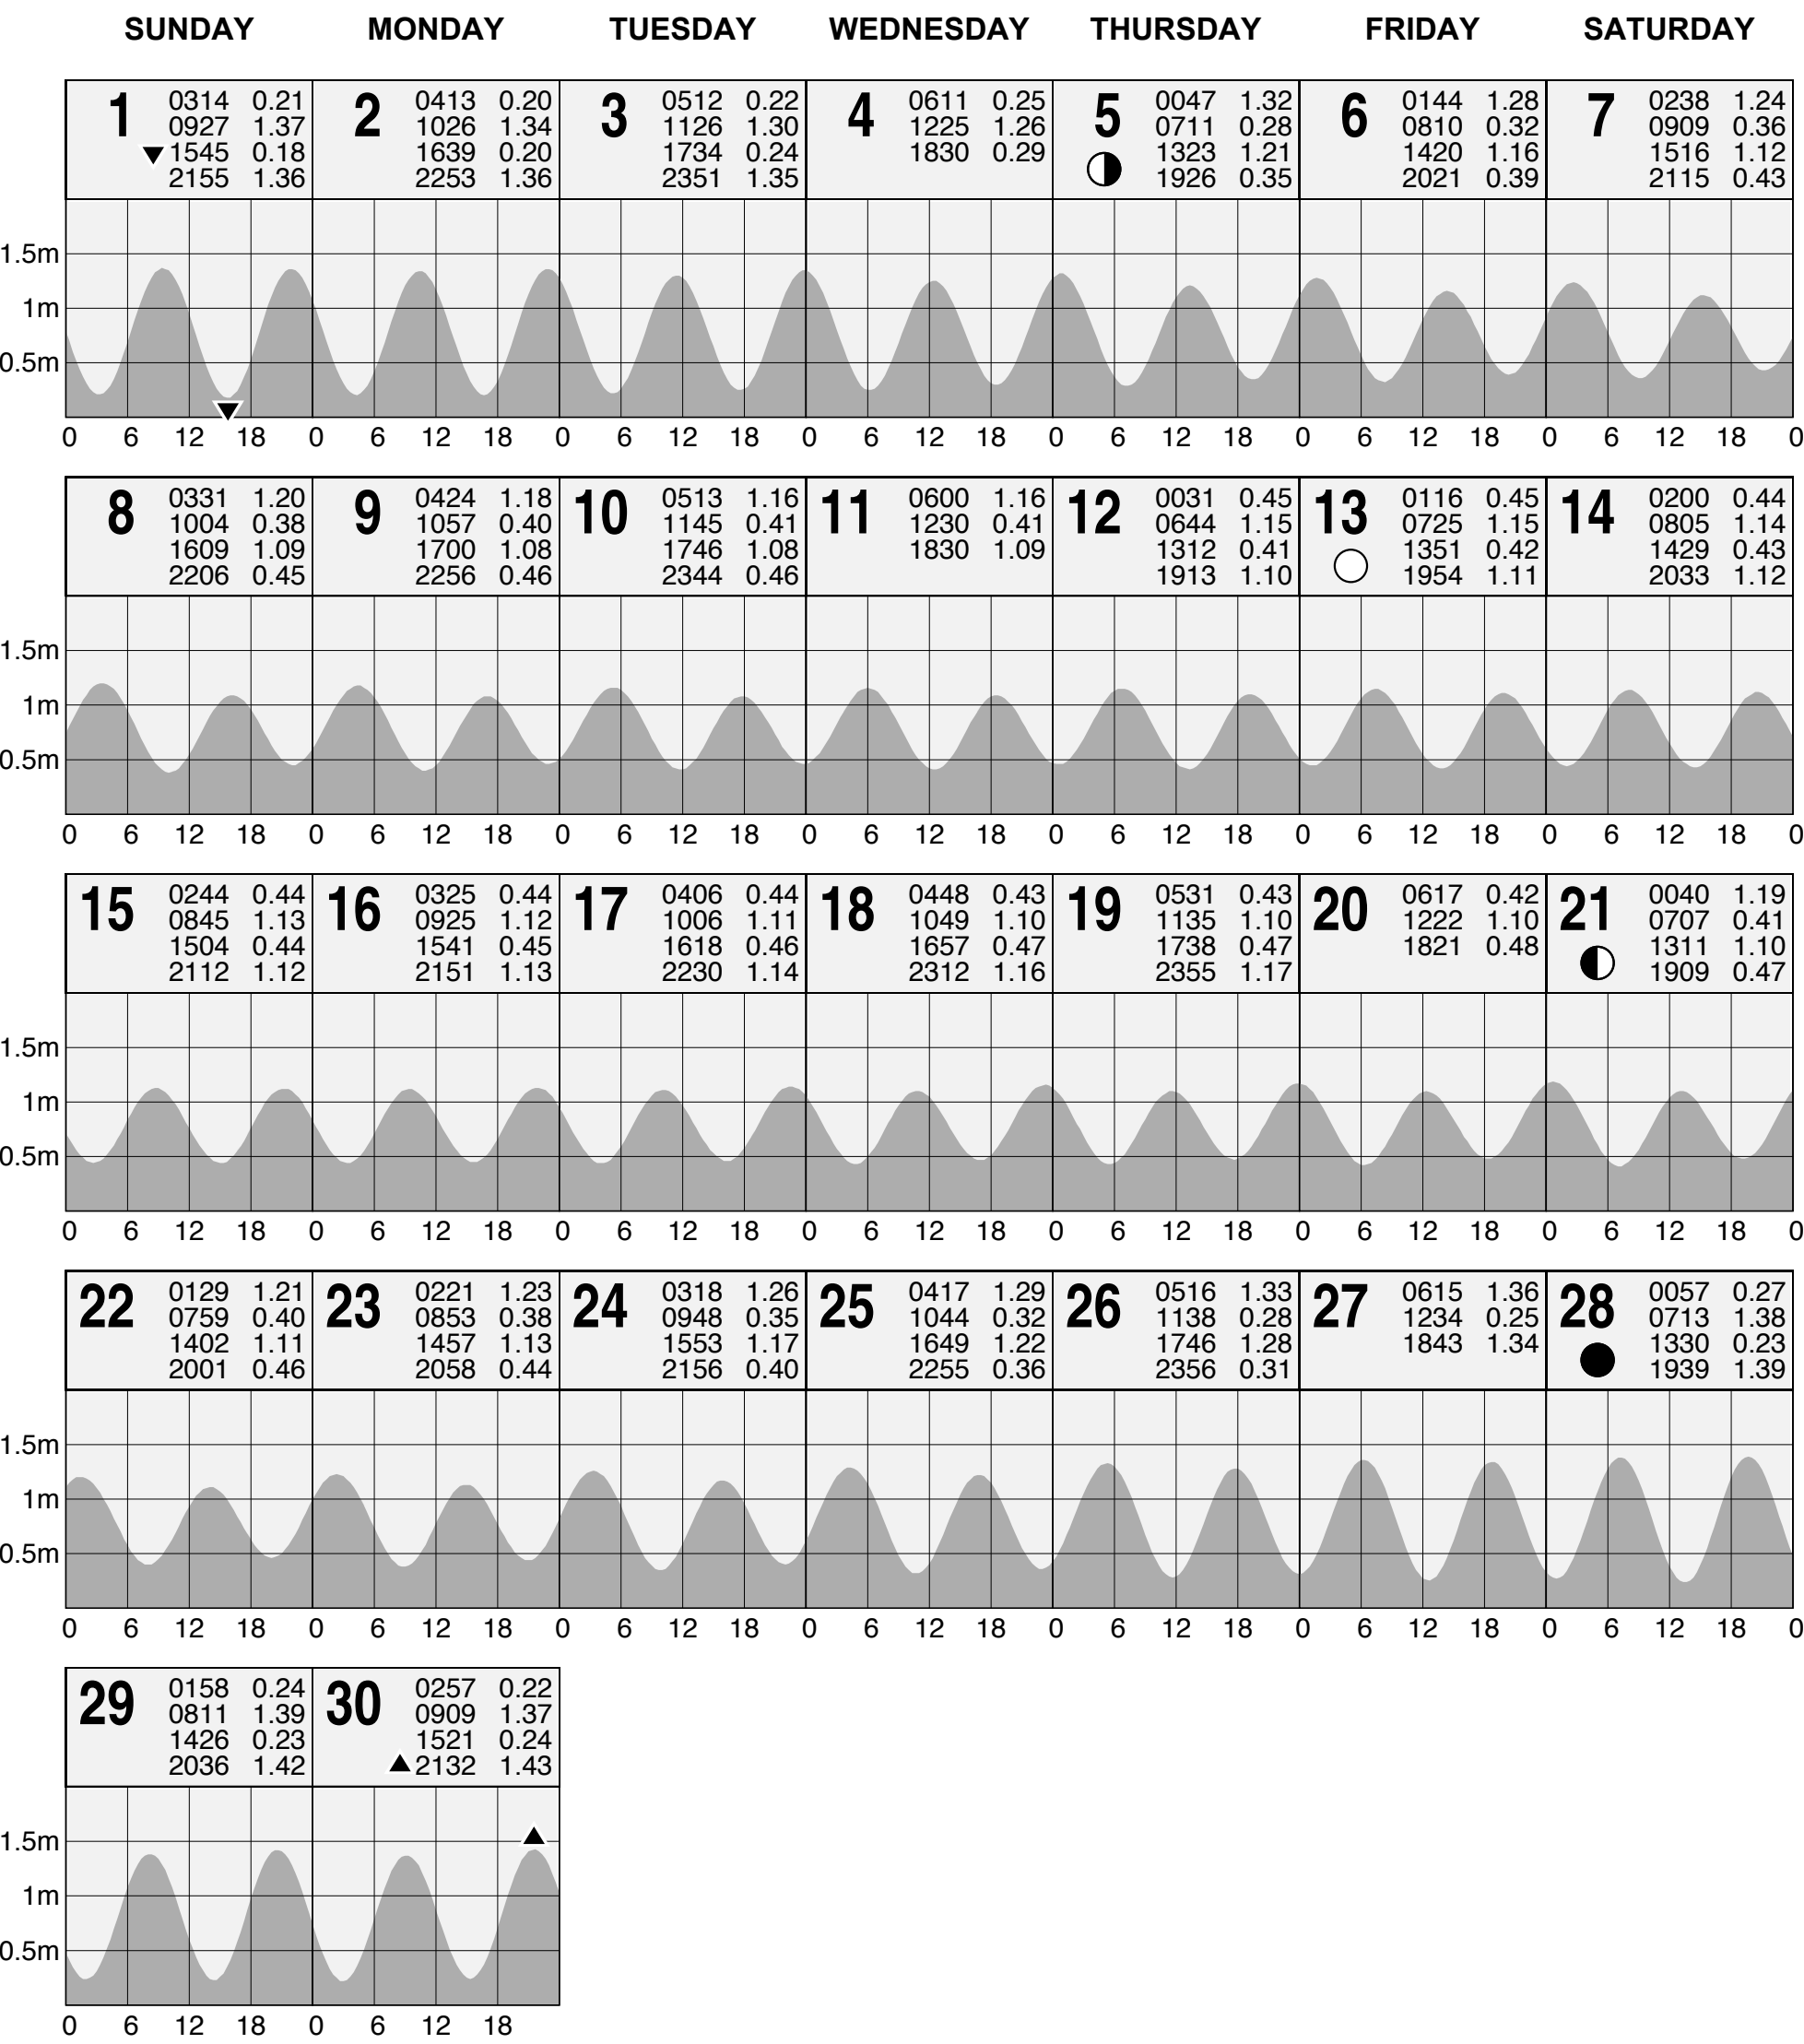 SUNDAY MONDAY TUESDAY WEDNESDAY THURSDAY FRIDAY SATURDAY
1 0314 0.21
0927 1.37
1545 0.18
2155 1.36
2 0413 0.20
1026 1.34
1639 0.20
2253 1.36
3 0512 0.22
1126 1.30
1734 0.24
2351 1.35
4 0611 0.25
1225 1.26
1830 0.29
5 0047 1.32
0711 0.28
1323 1.21
1926 0.35
6 0144 1.28
0810 0.32
1420 1.16
2021 0.39
7 0238 1.24
0909 0.36
1516 1.12
2115 0.43
1.5m
1m
0.5m
0 6 12 18 0 6 12 18 0 6 12 18 0 6 12 18 0 6 12 18 0 6 12 18 0 6 12 18 0
8 0331 1.20
1004 0.38
1609 1.09
2206 0.45
9 0424 1.18
1057 0.40
1700 1.08
2256 0.46
10 0513 1.16
1145 0.41
1746 1.08
2344 0.46
11 0600 1.16
1230 0.41
1830 1.09
12 0031 0.45
0644 1.15
1312 0.41
1913 1.10
13 0116 0.45
0725 1.15
1351 0.42
1954 1.11
14 0200 0.44
0805 1.14
1429 0.43
2033 1.12
1.5m
1m
0.5m
0 6 12 18 0 6 12 18 0 6 12 18 0 6 12 18 0 6 12 18 0 6 12 18 0 6 12 18 0
15 0244 0.44
0845 1.13
1504 0.44
2112 1.12
16 0325 0.44
0925 1.12
1541 0.45
2151 1.13
17 0406 0.44
1006 1.11
1618 0.46
2230 1.14
18 0448 0.43
1049 1.10
1657 0.47
2312 1.16
19 0531 0.43
1135 1.10
1738 0.47
2355 1.17
20 0617 0.42
1222 1.10
1821 0.48
21 0040 1.19
0707 0.41
1311 1.10
1909 0.47
1.5m
1m
0.5m
0 6 12 18 0 6 12 18 0 6 12 18 0 6 12 18 0 6 12 18 0 6 12 18 0 6 12 18 0
22 0129 1.21
0759 0.40
1402 1.11
2001 0.46
23 0221 1.23
0853 0.38
1457 1.13
2058 0.44
24 0318 1.26
0948 0.35
1553 1.17
2156 0.40
25 0417 1.29
1044 0.32
1649 1.22
2255 0.36
26 0516 1.33
1138 0.28
1746 1.28
2356 0.31
27 0615 1.36
1234 0.25
1843 1.34
28 0057 0.27
0713 1.38
1330 0.23
1939 1.39
1.5m
1m
0.5m
0 6 12 18 0 6 12 18 0 6 12 18 0 6 12 18 0 6 12 18 0 6 12 18 0 6 12 18 0
29 0158 0.24
0811 1.39
1426 0.23
2036 1.42
30 0257 0.22
0909 1.37
1521 0.24
2132 1.43
1.5m
1m
0.5m
0 6 12 18 0 6 12 18